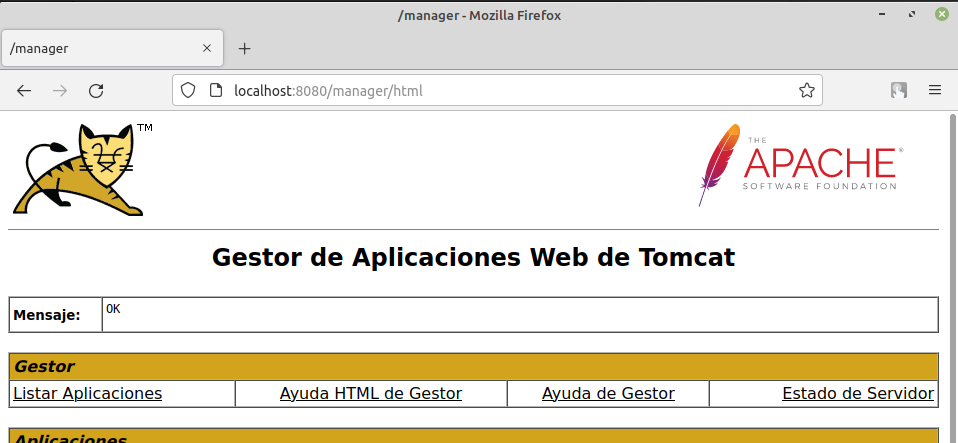 /manager - Mozilla Firefox
/manager
localhost:8080/manager/html
TM
THE
APACHE®
SOFTWARE FOUNDATION
Gestor de Aplicaciones Web de Tomcat
Mensaje: OK
Gestor
Listar Aplicaciones Ayuda HTML de Gestor Ayuda de Gestor Estado de Servidor
Aplicaciones